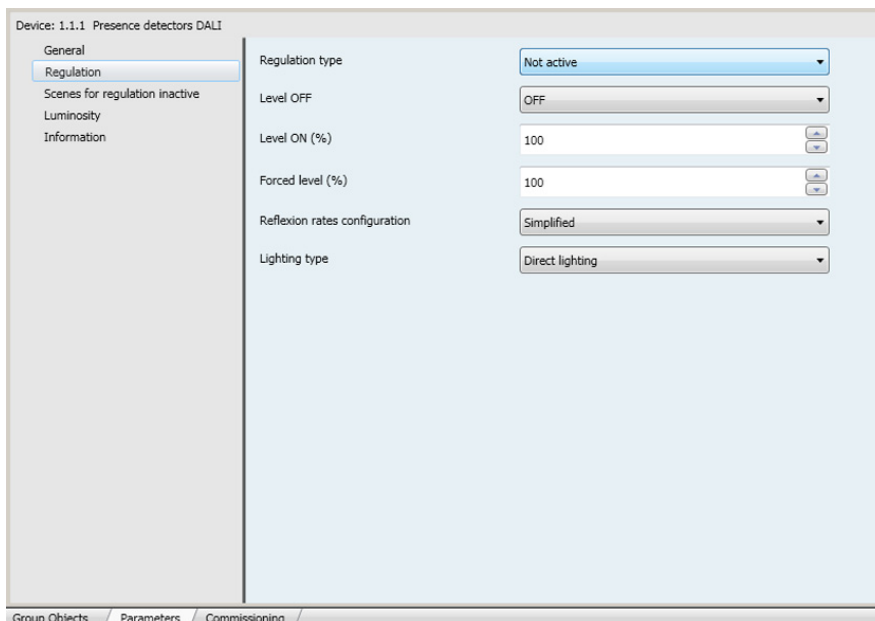 Device: 1.1.1 Presence detectors DALI
General
Regulation
Scenes for regulation inactive
Luminosity
Information
Regulation type
Not active
Level OFF
OFF
Level ON (%)
100
Forced level (%)
100
Reflexion rates configuration
Simplified
Lighting type
Direct lighting
Group Objects
Parameters
Commissioning